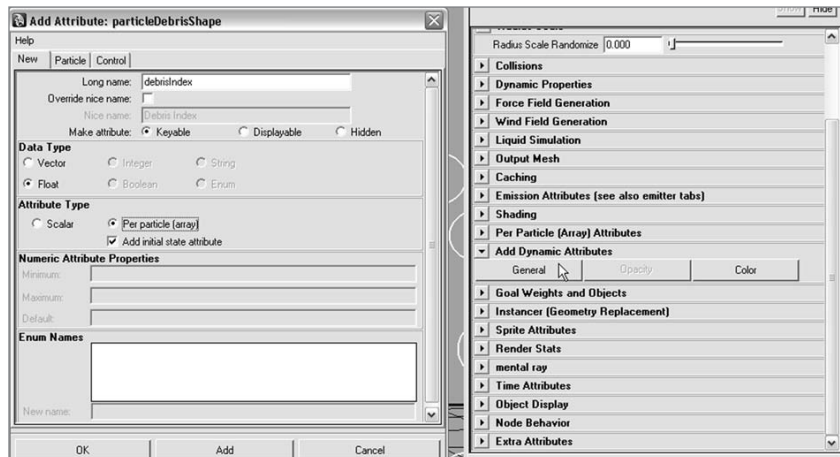 Add Attribute: particleDebrisShape
Help
New Particle Control
Long name: debrisIndex
Override nice name:
Nice name: Debris Index
Make attribute: Keyable Displayable Hidden
Data Type
Vector Integer String
Float Boolean Enum
Attribute Type
Scalar Per particle (array)
Add initial state attribute
Numeric Attribute Properties
Minimum:
Maximum:
Default:
Enum Names
New name:
OK Add Cancel
Show Hide
Radius Scale Randomize 0.000
Collisions
Dynamic Properties
Force Field Generation
Wind Field Generation
Liquid Simulation
Output Mesh
Caching
Emission Attributes (see also emitter tabs)
Shading
Per Particle (Array) Attributes
Add Dynamic Attributes
General Opacity Color
Goal Weights and Objects
Instancer (Geometry Replacement)
Sprite Attributes
Render Stats
mental ray
Time Attributes
Object Display
Node Behavior
Extra Attributes